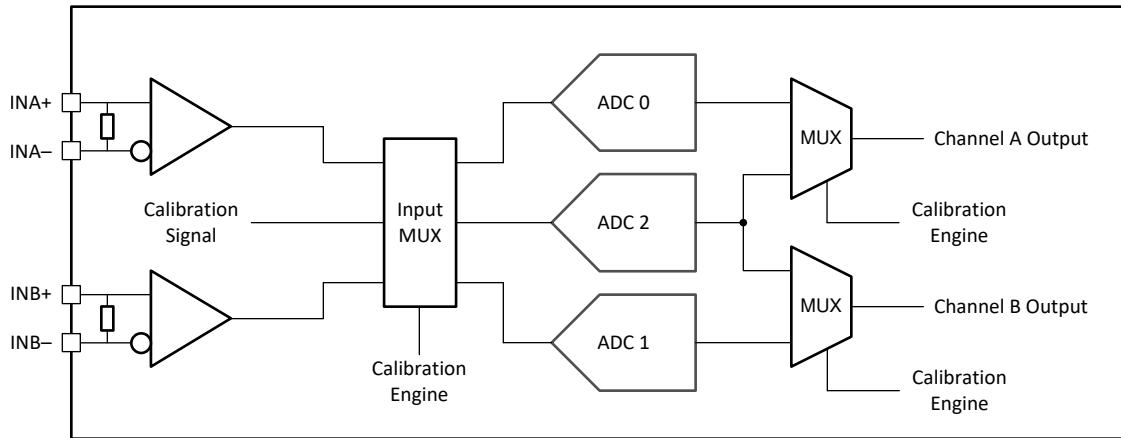 INA+
INA–
ADC 0
MUX
Channel A Output
Calibration
Signal
Input
MUX
ADC 2
Calibration
Engine
INB+
INB–
ADC 1
MUX
Channel B Output
Calibration
Engine
Calibration
Engine